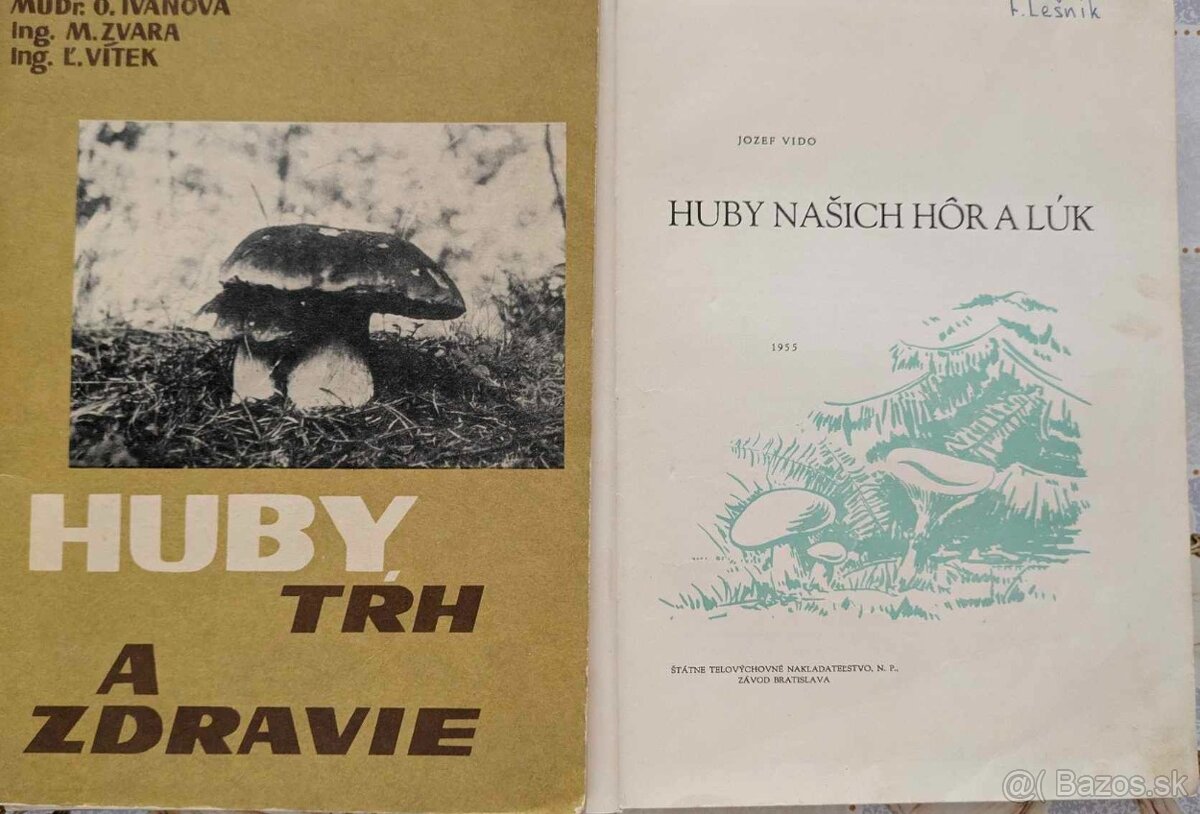 MUDr. O. IVANOVÁ
Ing. M. ZVARA
Ing. Ľ. VÍTEK
HUBY,
TRH
A
ZDRAVIE
F. Lešník
JOZEF VIDO
HUBY NAŠICH HÔR A LÚK
1955
ŠTÁTNE TELOVÝCHOVNÉ NAKLADATEĽSTVO, N. P.,
ZÁVOD BRATISLAVA
@( Bazos.sk